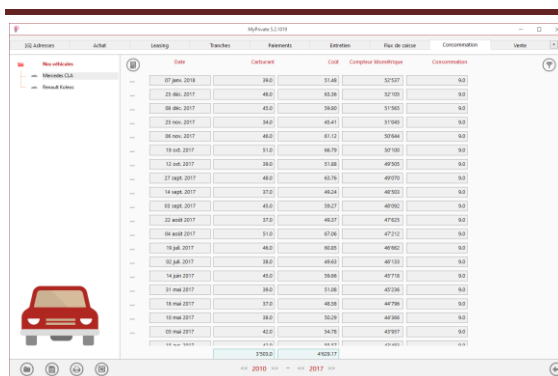 MyPrivate 5.2.1019
Adresses Achat Leasing Tranches Paiements Entretien Flux de caisse Consommation Vente
Nos véhicules
Mercedes CLA
Renault Koleos
Date Carburant Coût Compteur kilométrique Consommation
07 janv. 2018 39.0 51.48 52'537 9.0
23 déc. 2017 48.0 63.36 52'103 9.0
08 déc. 2017 45.0 59.80 51'565 9.0
23 nov. 2017 34.0 45.41 51'045 9.0
06 nov. 2017 46.0 61.12 50'644 9.0
19 oct. 2017 51.0 66.79 50'100 9.0
12 oct. 2017 39.0 51.88 49'505 9.0
27 sept. 2017 48.0 63.76 49'070 9.0
14 sept. 2017 37.0 49.24 48'503 9.0
03 sept. 2017 45.0 59.27 48'092 9.0
22 août 2017 37.0 49.37 47'625 9.0
04 août 2017 51.0 67.06 47'212 9.0
19 juil. 2017 46.0 60.85 46'662 9.0
02 juil. 2017 38.0 49.63 46'133 9.0
14 juin 2017 45.0 59.66 45'718 9.0
31 mai 2017 39.0 51.08 45'236 9.0
18 mai 2017 37.0 48.58 44'796 9.0
10 mai 2017 38.0 50.29 44'366 9.0
05 mai 2017 42.0 54.78 43'937 9.0
3'503.0 4'629.17
<< 2010 >> - << 2017 >>